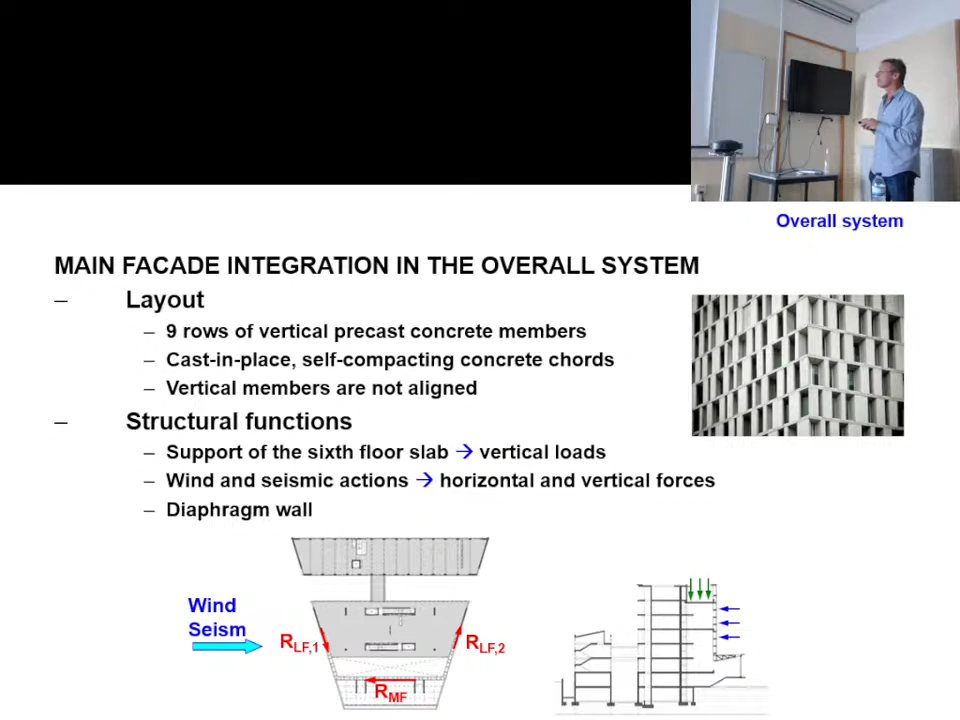 Overall system
MAIN FACADE INTEGRATION IN THE OVERALL SYSTEM
– Layout
– 9 rows of vertical precast concrete members
– Cast-in-place, self-compacting concrete chords
– Vertical members are not aligned
– Structural functions
– Support of the sixth floor slab → vertical loads
– Wind and seismic actions → horizontal and vertical forces
– Diaphragm wall
Wind
Seism
RLF,1
RLF,2
RMF